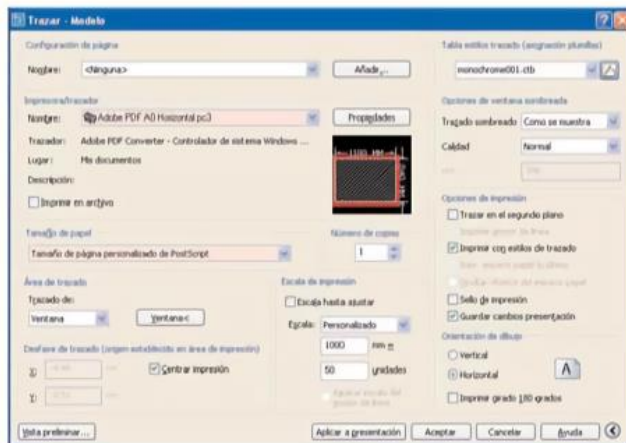 Trazar - Modelo
Configuración de página
Nombre: <Ninguna> Añadir...
Impresora/trazador
Nombre: Adobe PDF A0 Horizontal.pc3 Propiedades
Trazador: Adobe PDF Converter - Controlador de sistema Windows ...
Lugar: Mis documentos
Descripción:
Imprimir en archivo
Tamaño de papel
Tamaño de página personalizado de PostScript
Número de copias
1
Área de trazado
Trazado de:
Ventana Ventana<
Desfase de trazado (origen establecido en área de impresión)
X:
Y:
Centrar impresión
Escala de impresión
Escala hasta ajustar
Escala: Personalizado
1000 mm =
50 unidades
Tabla estilos trazado (asignación plumillas)
monochrome001.ctb
Opciones de ventana sombreada
Trazado sombreado Como se muestra
Calidad Normal
Opciones de impresión
Trazar en el segundo plano
Imprimir grosor de línea
Imprimir con estilos de trazado
Sello de impresión
Guardar cambios presentación
Orientación de dibujo
Vertical
Horizontal
A
Imprimir girado 180 grados
Vista preliminar... Aplicar a presentación Aceptar Cancelar Ayuda